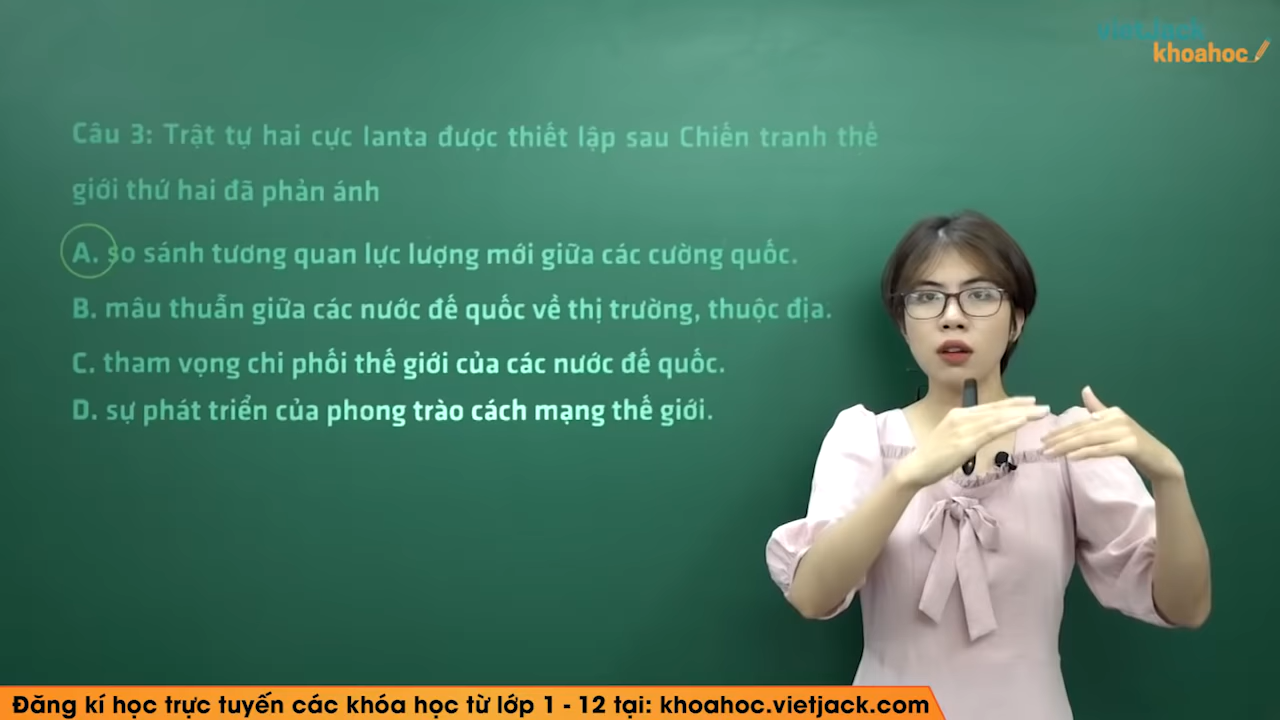 vietJack
khoahoc
Câu 3: Trật tự hai cực Ianta được thiết lập sau Chiến tranh thế
giới thứ hai đã phản ánh
A. so sánh tương quan lực lượng mới giữa các cường quốc.
B. mâu thuẫn giữa các nước đế quốc về thị trường, thuộc địa.
C. tham vọng chi phối thế giới của các nước đế quốc.
D. sự phát triển của phong trào cách mạng thế giới.
Đăng kí học trực tuyến các khóa học từ lớp 1 - 12 tại: khoahoc.vietjack.com